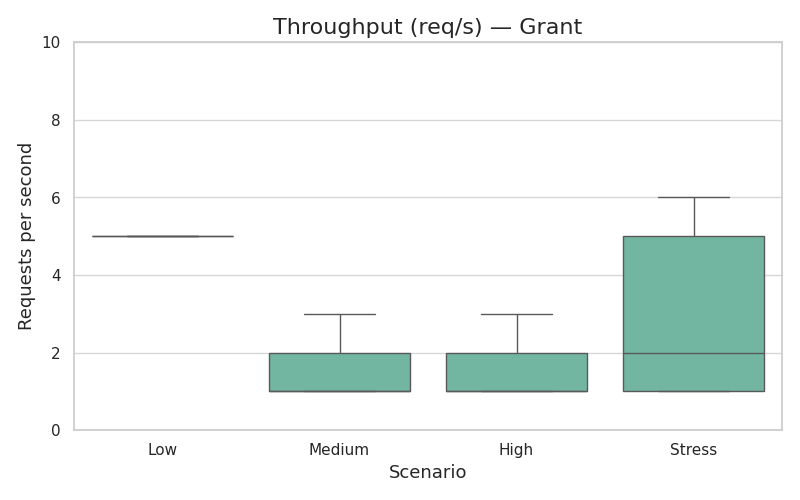 Throughput (req/s) — Grant
10
8
6
4
2
0
Requests per second
Low Medium High Stress
Scenario